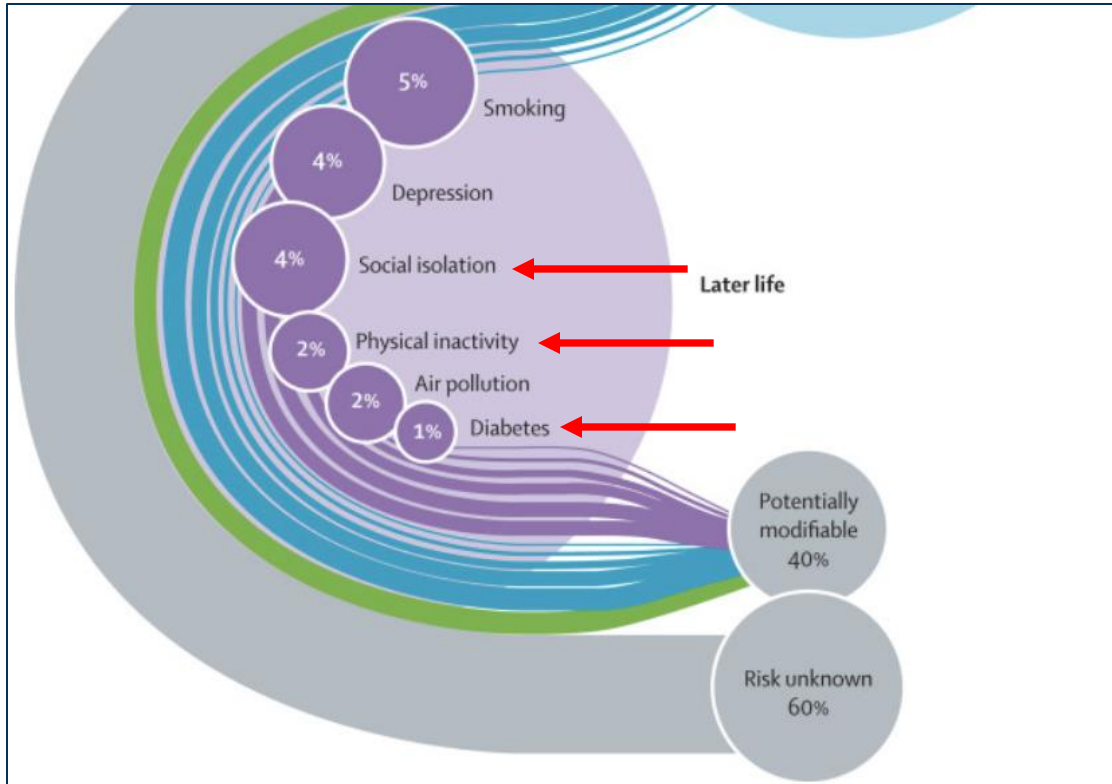 5%
Smoking
4%
Depression
4%
Social isolation
Later life
2%
Physical inactivity
2%
Air pollution
1%
Diabetes
Potentially
modifiable
40%
Risk unknown
60%